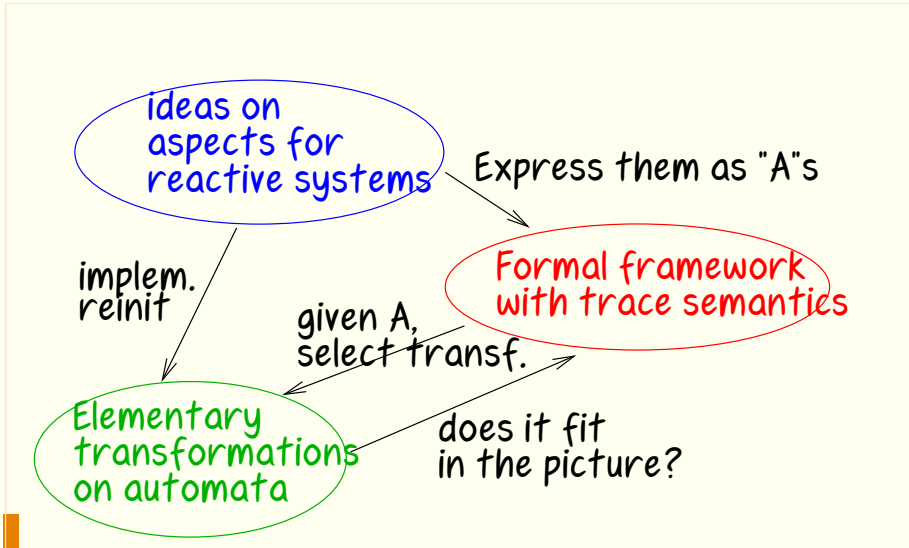 ideas on
aspects for
reactive systems
Express them as "A"s
Formal framework
with trace semantics
implem.
reinit
given A,
select transf.
Elementary
transformations
on automata
does it fit
in the picture?